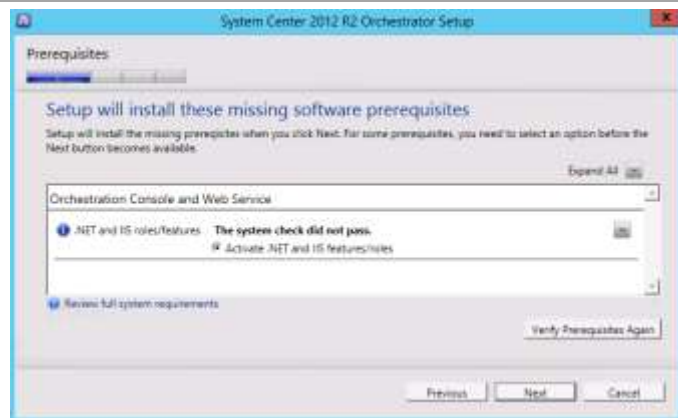 System Center 2012 R2 Orchestrator Setup
Prerequisites
Setup will install these missing software prerequisites
Setup will install the missing prereqisites when you click Next. For some prerequisites, you need to select an option before the
Next button becomes available.
Expand All
Orchestration Console and Web Service
.NET and IIS roles/features The system check did not pass.
Activate .NET and IIS features/roles
Review full system requirements
Verify Prerequisites Again
Previous Next Cancel